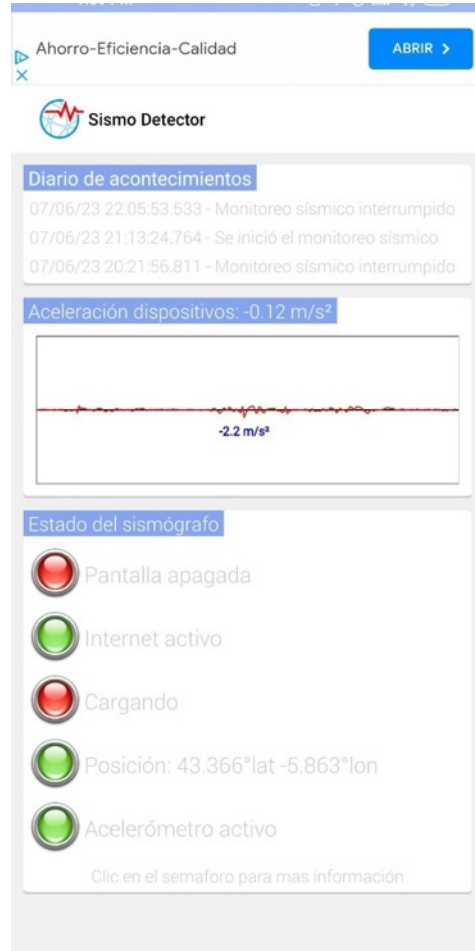 Ahorro-Eficiencia-Calidad
ABRIR >
Sismo Detector
Diario de acontecimientos
07/06/23 22:05:53.533 - Monitoreo sísmico interrumpido
07/06/23 21:13:24.764 - Se inició el monitoreo sísmico
07/06/23 20:21:56.811 - Monitoreo sísmico interrumpido
Aceleración dispositivos: -0.12 m/s²
-2.2 m/s²
Estado del sismógrafo
Pantalla apagada
Internet activo
Cargando
Posición: 43.366°lat -5.863°lon
Acelerómetro activo
Clic en el semaforo para mas información